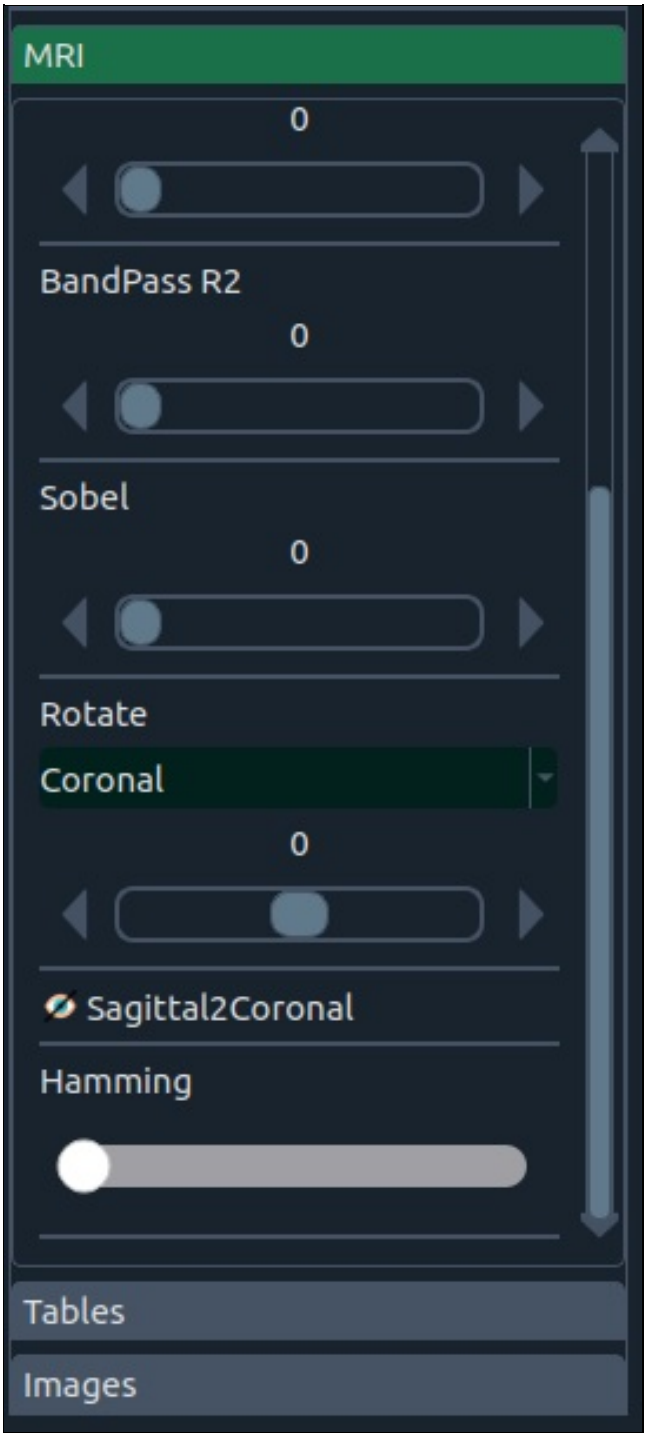 MRI
0
BandPass R2
0
Sobel
0
Rotate
Coronal
0
Sagittal2Coronal
Hamming
Tables
Images